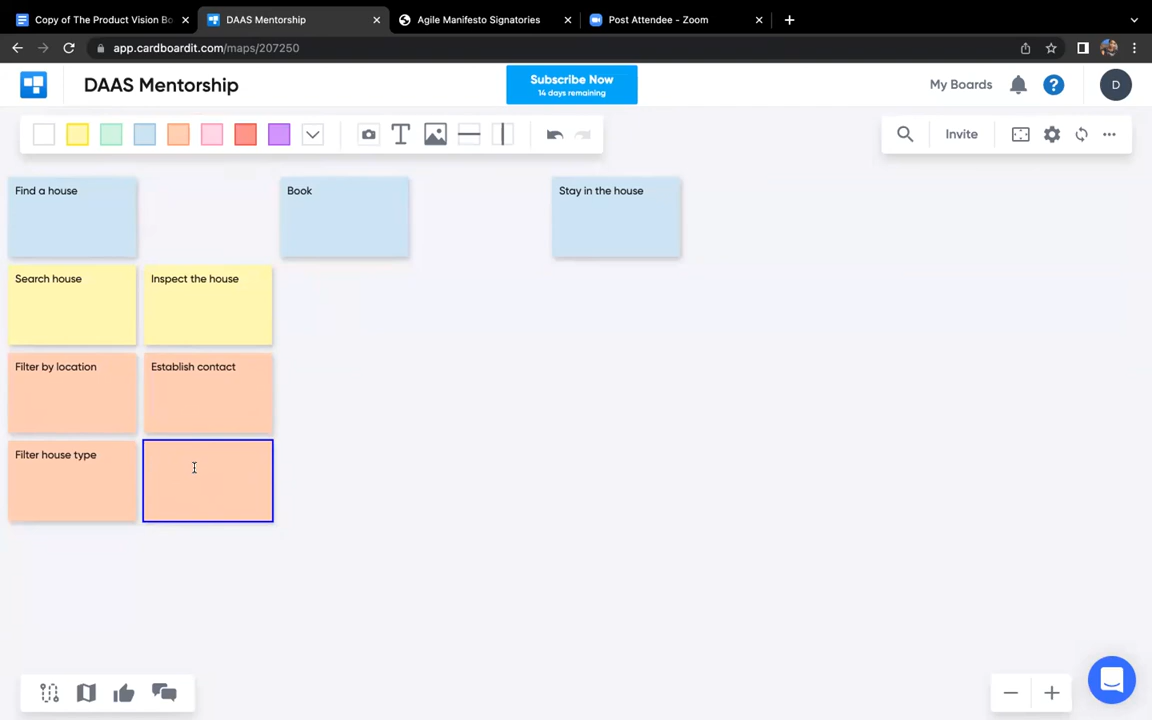 Copy of The Product Vision Bo
DAAS Mentorship
Agile Manifesto Signatories
Post Attendee - Zoom
app.cardboardit.com/maps/207250
DAAS Mentorship
Subscribe Now
14 days remaining
My Boards
?
D
T
Invite
Find a house
Book
Stay in the house
Search house
Inspect the house
Filter by location
Establish contact
Filter house type